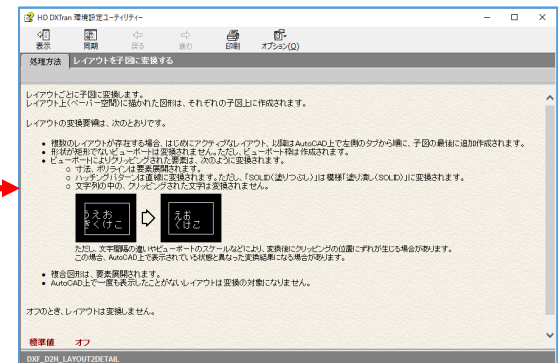 HD DXTran 環境設定ユーティリティー
表示 同期 戻る 進む 印刷 オプション(O)
処理方法 レイアウトを子図に変換する
レイアウトごとに子図に変換します。
レイアウト上(ペーパー空間)に描かれた図形は、それぞれの子図上に作成されます。
レイアウトの変換要領は、次のとおりです。
• 複数のレイアウトが存在する場合、はじめにアクティブなレイアウト、以降はAutoCAD上で左側のタブから順に、子図の最後に追加作成されます。
• 形状が矩形でないビューポートは変換されません。ただし、ビューポート枠は作成されます。
• ビューポートによりクリッピングされた要素は、次のように変換されます。
○ 寸法、ポリラインは要素展開されます。
○ ハッチングパターンは直線に変換されます。ただし、「SOLID(塗りつぶし)」は模様「塗り潰し(SOLID)」に変換されます。
○ 文字列の中の、クリッピングされた文字は変換されません。
うえお えお
きくけこ くけこ
ただし、文字間隔の違いやビューポートのスケールなどにより、変換後にクリッピングの位置にずれが生じる場合があります。
この場合、AutoCAD上で表示されている状態と異なった変換結果になる場合があります。
• 複合図形は、要素展開されます。
• AutoCAD上で一度も表示したことがないレイアウトは変換の対象になりません。
オフのとき、レイアウトは変換しません。
標準値 オフ
DXF_D2H_LAYOUT2DETAIL